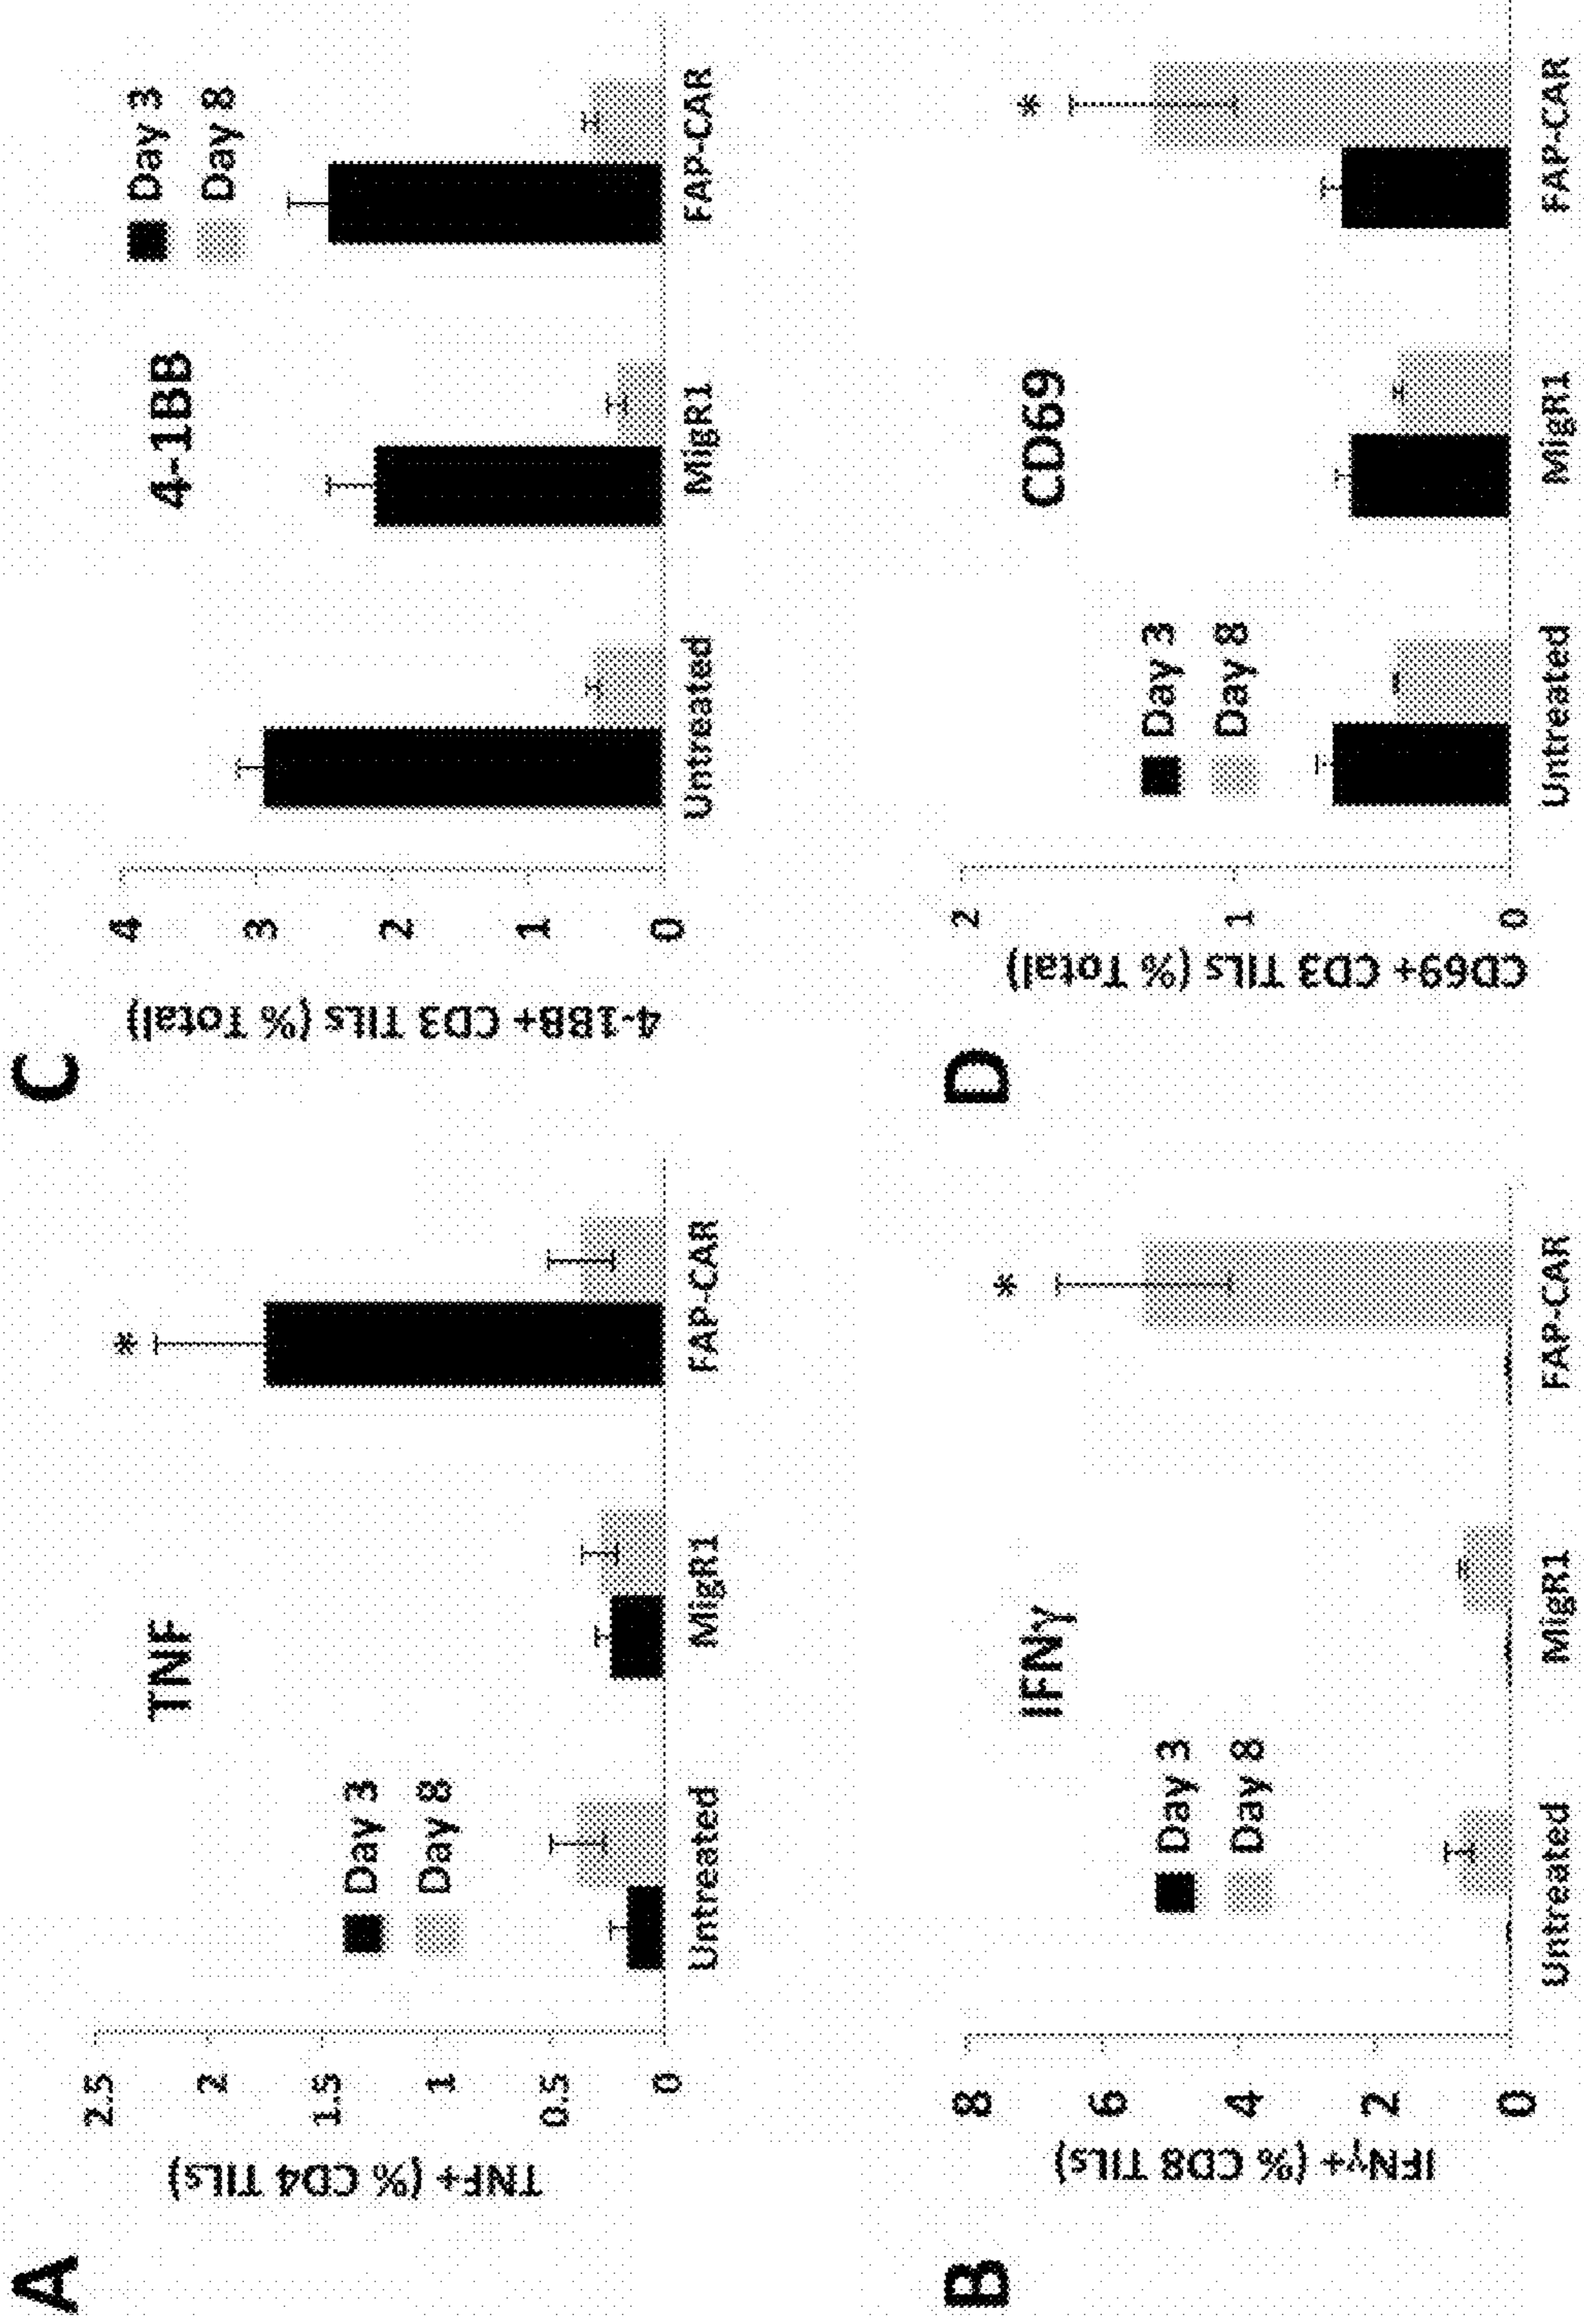 A
TNF
TNF+ (% CD4 TILs)
2.5
2
1.5
1
0.5
0
Day 3
Day 8
Untreated
MigR1
FAP-CAR
*
B
IFNγ
IFNγ+ (% CD8 TILs)
8
6
4
2
0
Day 3
Day 8
Untreated
MigR1
FAP-CAR
*
C
4-1BB
4-1BB+ CD3 TILs (% Total)
4
3
2
1
0
Day 3
Day 8
Untreated
MigR1
FAP-CAR
D
CD69
CD69+ CD3 TILs (% Total)
2
1
0
Day 3
Day 8
Untreated
MigR1
FAP-CAR
*